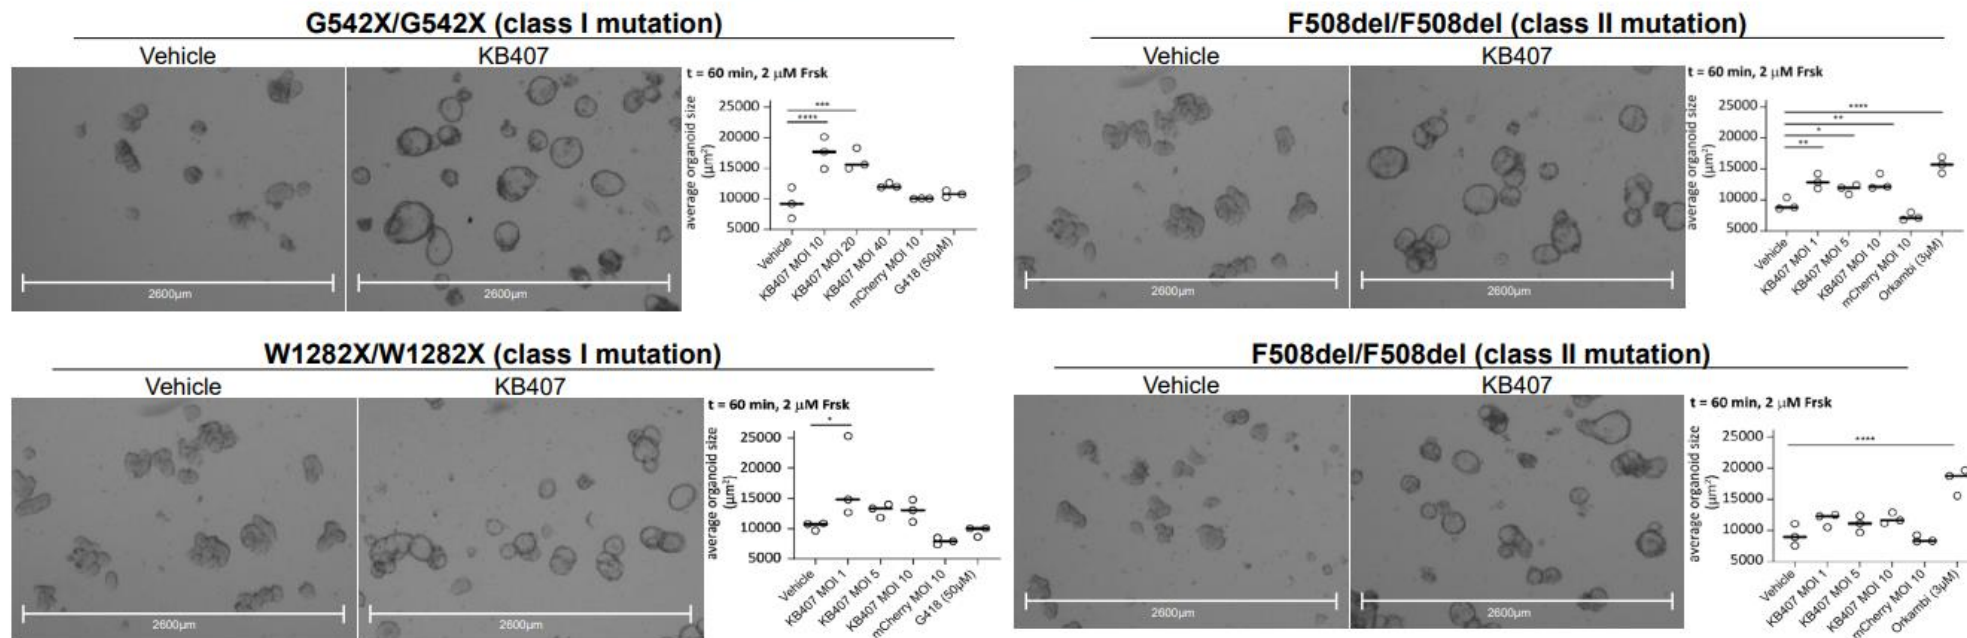 G542X/G542X (class I mutation)
Vehicle
KB407
t = 60 min, 2 µM Frsk
average organoid size
(µm²)
25000
20000
15000
10000
5000
***
****
Vehicle
KB407 MOI 10
KB407 MOI 20
KB407 MOI 40
mCherry MOI 10
G418 (50µM)
2600µm
2600µm
F508del/F508del (class II mutation)
Vehicle
KB407
t = 60 min, 2 µM Frsk
average organoid size
(µm²)
25000
20000
15000
10000
5000
****
**
*
**
Vehicle
KB407 MOI 1
KB407 MOI 5
KB407 MOI 10
mCherry MOI 10
Orkambi (3µM)
2600µm
2600µm
W1282X/W1282X (class I mutation)
Vehicle
KB407
t = 60 min, 2 µM Frsk
average organoid size
(µm²)
25000
20000
15000
10000
5000
*
Vehicle
KB407 MOI 1
KB407 MOI 5
KB407 MOI 10
mCherry MOI 10
G418 (50µM)
2600µm
2600µm
F508del/F508del (class II mutation)
Vehicle
KB407
t = 60 min, 2 µM Frsk
average organoid size
(µm²)
25000
20000
15000
10000
5000
****
Vehicle
KB407 MOI 1
KB407 MOI 5
KB407 MOI 10
mCherry MOI 10
Orkambi (3µM)
2600µm
2600µm